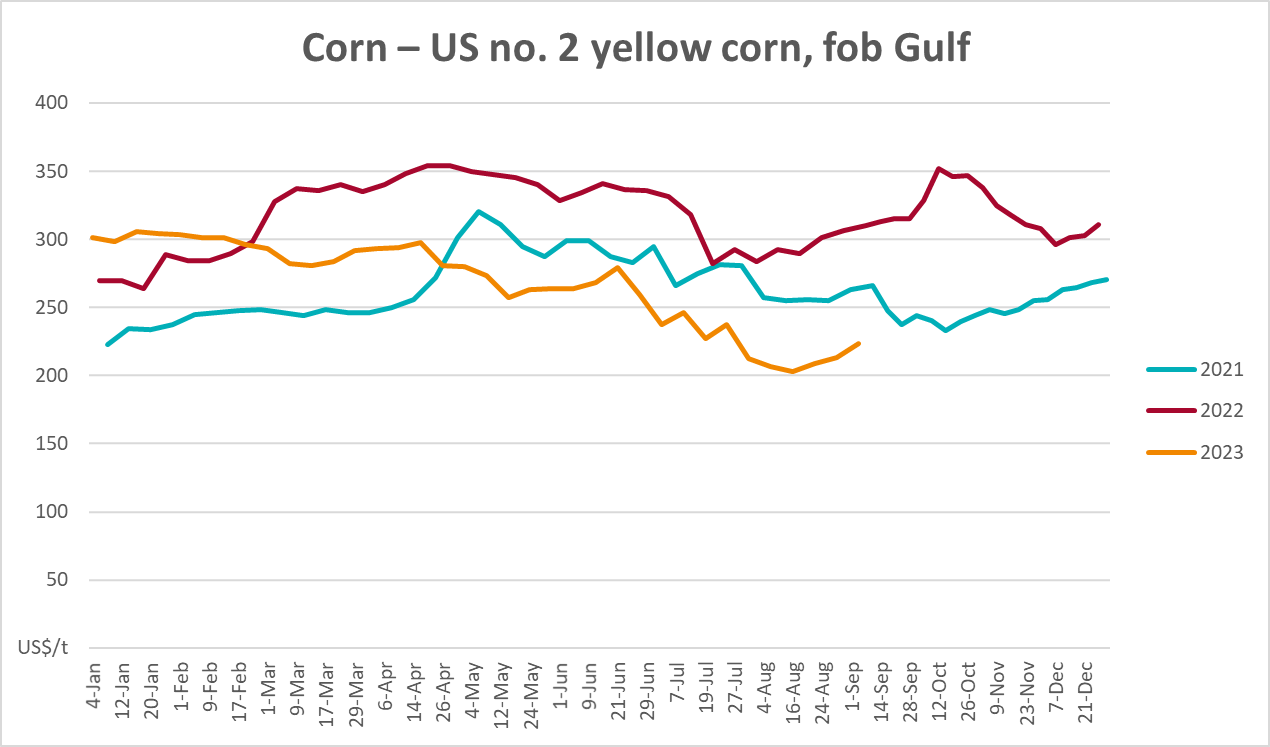 Corn – US no. 2 yellow corn, fob Gulf
400
350
300
250
200
150
100
50
US$/t
4-Jan
12-Jan
20-Jan
1-Feb
9-Feb
17-Feb
1-Mar
9-Mar
17-Mar
29-Mar
6-Apr
14-Apr
26-Apr
4-May
12-May
24-May
1-Jun
9-Jun
21-Jun
29-Jun
7-Jul
19-Jul
27-Jul
4-Aug
16-Aug
24-Aug
1-Sep
14-Sep
28-Sep
12-Oct
26-Oct
9-Nov
23-Nov
7-Dec
21-Dec
2021
2022
2023